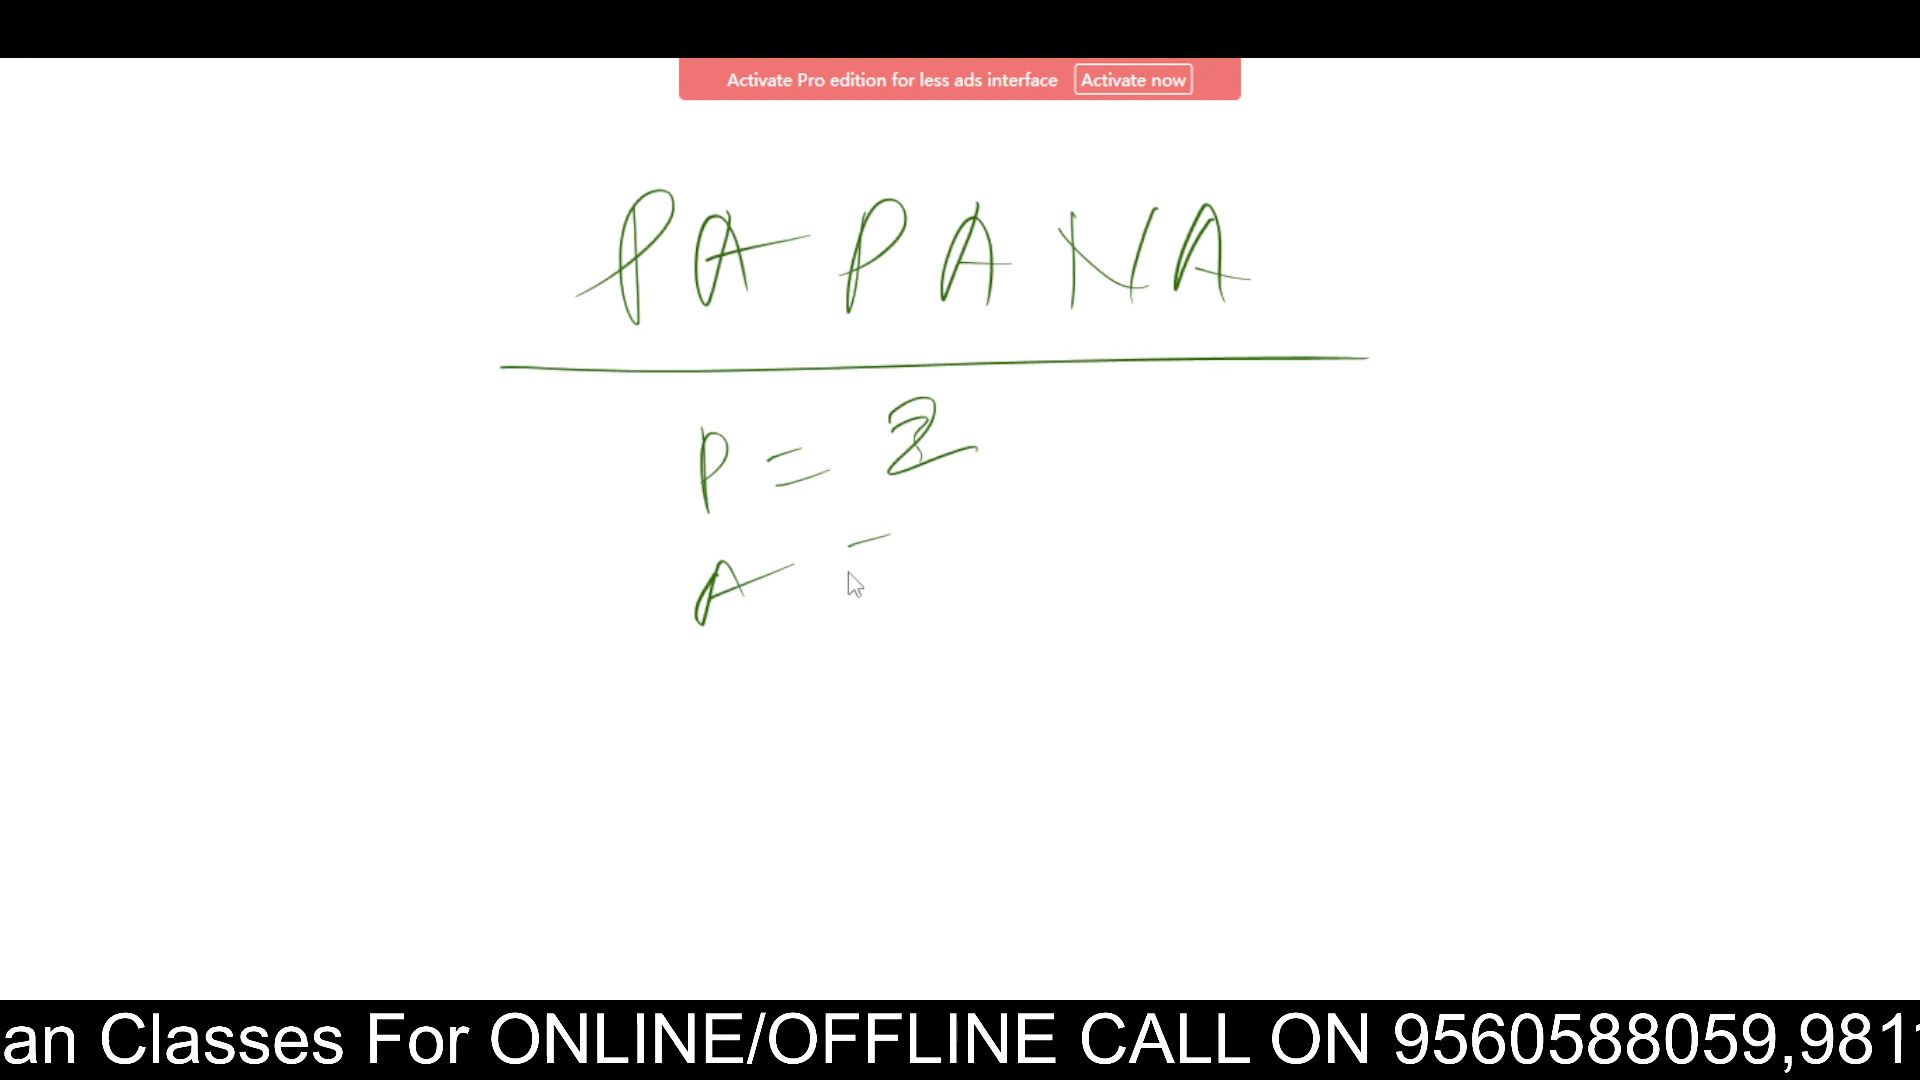 Activate Pro edition for less ads interface Activate now
PAPANA
P = 2
A -
an Classes For ONLINE/OFFLINE CALL ON 9560588059,981